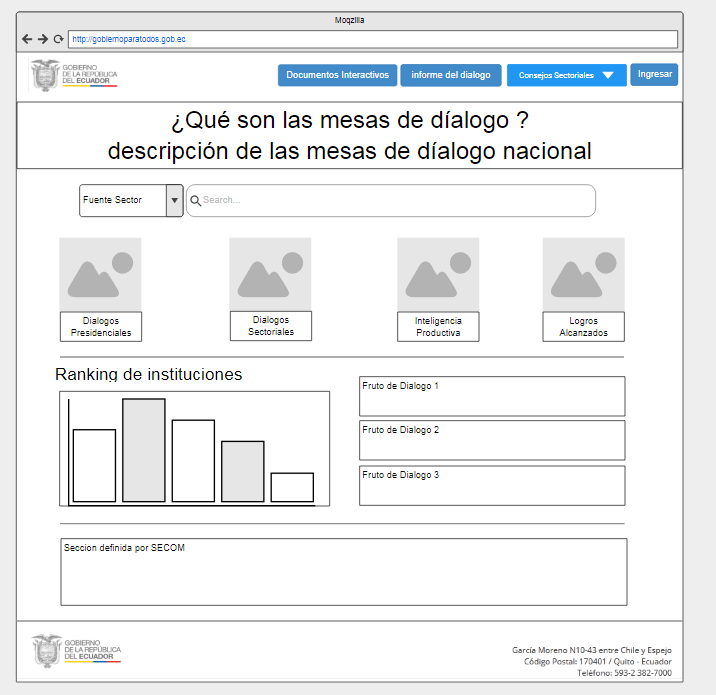 Moqzilla
http://gobiernoparatodos.gob.ec
GOBIERNO
DE LA REPÚBLICA
DEL ECUADOR
Documentos Interactivos
informe del dialogo
Consejos Sectoriales
Ingresar
¿Qué son las mesas de díalogo ?
descripción de las mesas de díalogo nacional
Fuente Sector
Search...
Dialogos
Presidenciales
Dialogos
Sectoriales
Inteligencia
Productiva
Logros
Alcanzados
Ranking de instituciones
Fruto de Dialogo 1
Fruto de Dialogo 2
Fruto de Dialogo 3
Seccion definida por SECOM
GOBIERNO
DE LA REPÚBLICA
DEL ECUADOR
García Moreno N10-43 entre Chile y Espejo
Código Postal: 170401 / Quito - Ecuador
Teléfono: 593-2 382-7000